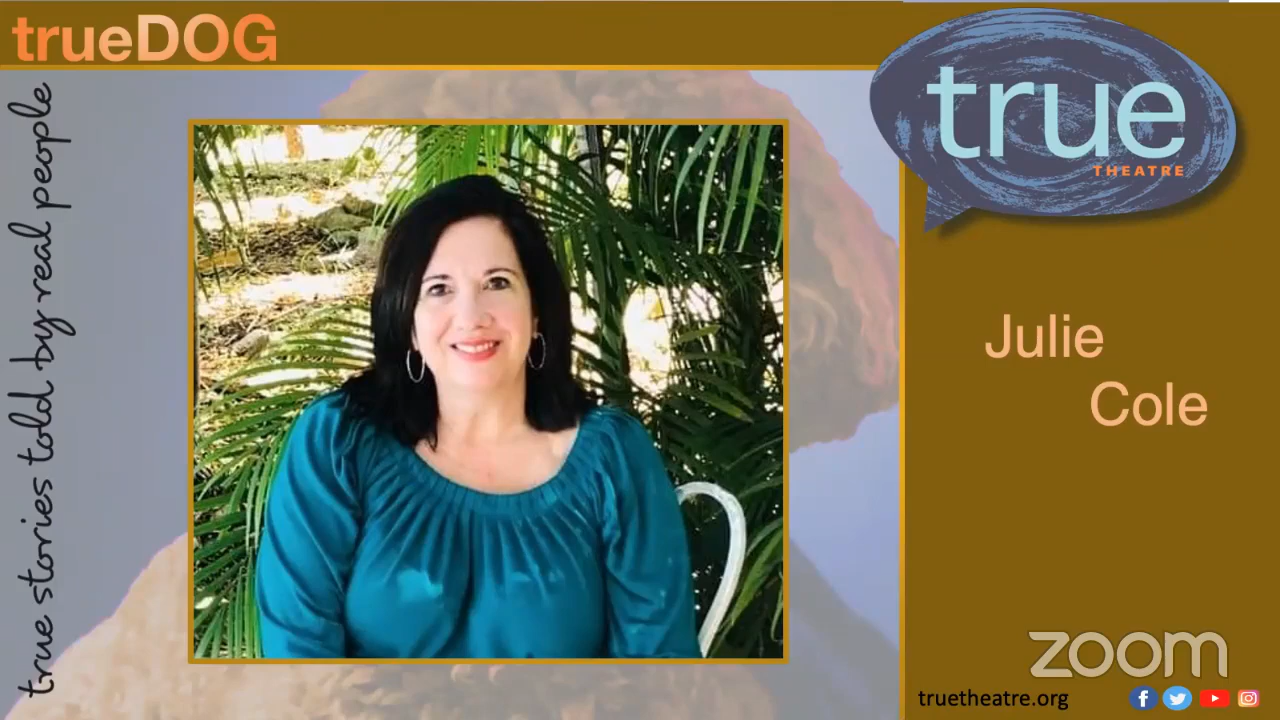 trueDOG
true stories told by real people
true
THEATRE
Julie
Cole
zoom
truetheatre.org